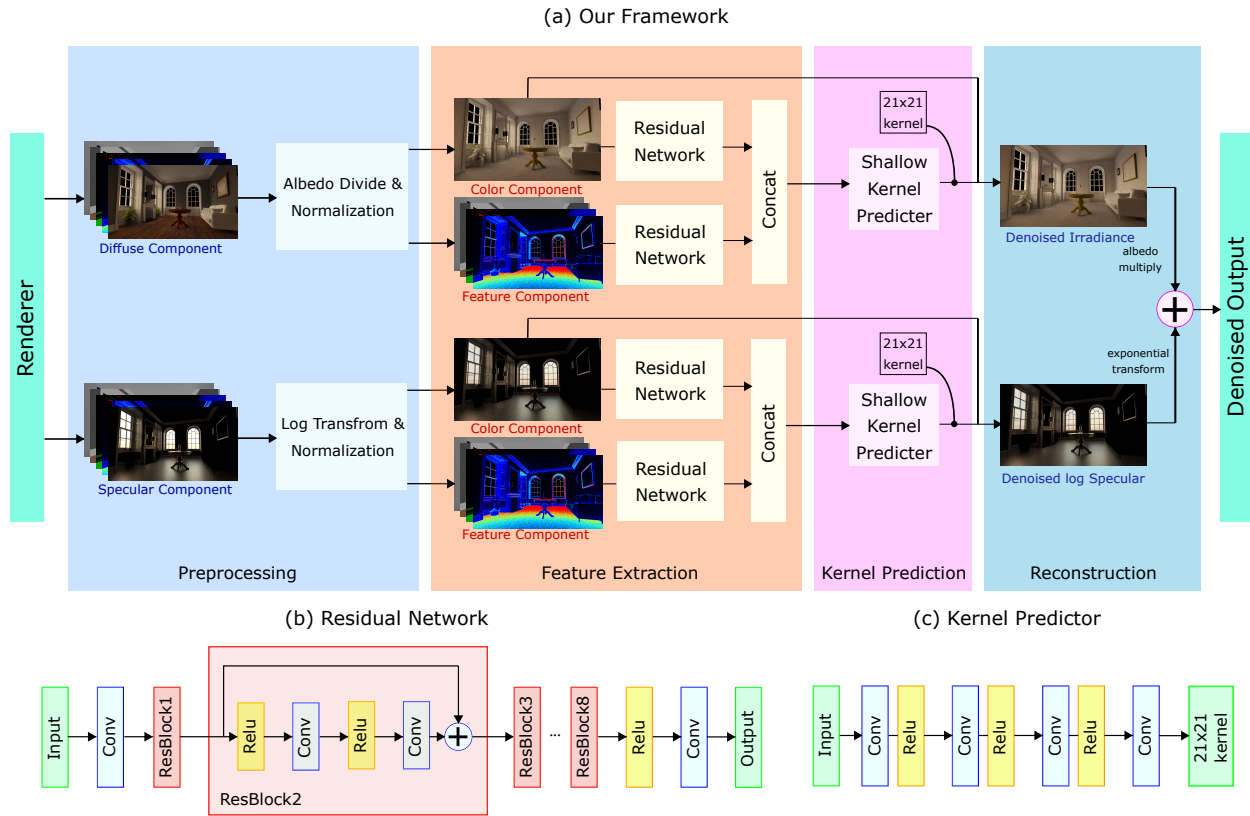 (a) Our Framework
Renderer
Diffuse Component
Albedo Divide &
Normalization
Color Component
Feature Component
Residual
Network
Residual
Network
Concat
21x21
kernel
Shallow
Kernel
Predicter
Denoised Irradiance
albedo
multiply
Specular Component
Log Transfrom &
Normalization
Color Component
Feature Component
Residual
Network
Residual
Network
Concat
21x21
kernel
Shallow
Kernel
Predicter
exponential
transform
Denoised log Specular
Denoised Output
Preprocessing
Feature Extraction
Kernel Prediction
Reconstruction
(b) Residual Network
Input
Conv
ResBlock1
Relu
Conv
Relu
Conv
ResBlock2
ResBlock3
...
ResBlock8
Relu
Conv
Output
(c) Kernel Predictor
Input
Conv
Relu
Conv
Relu
Conv
Relu
Conv
21x21
kernel